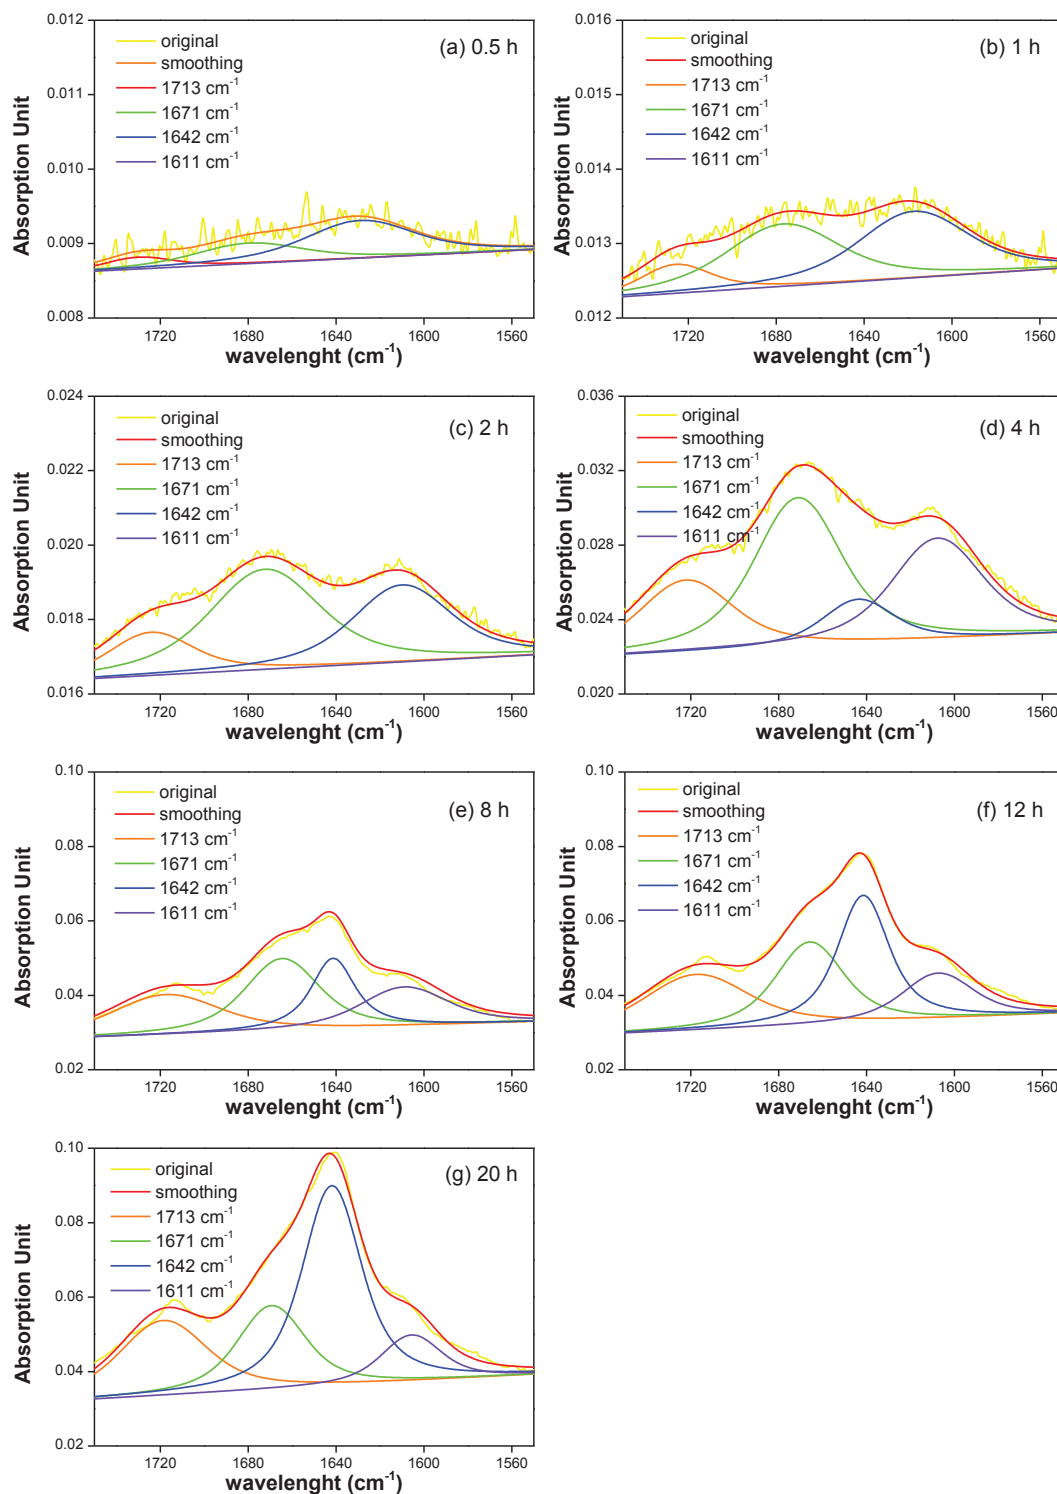 (a) 0.5 h
original
smoothing
1713 cm-1
1671 cm-1
1642 cm-1
1611 cm-1
0.012
0.011
0.010
0.009
0.008
1720
1680
1640
1600
1560
Absorption Unit
wavelenght (cm-1)
(b) 1 h
original
smoothing
1713 cm-1
1671 cm-1
1642 cm-1
1611 cm-1
0.016
0.015
0.014
0.013
0.012
1720
1680
1640
1600
1560
Absorption Unit
wavelenght (cm-1)
(c) 2 h
original
smoothing
1713 cm-1
1671 cm-1
1642 cm-1
1611 cm-1
0.024
0.022
0.020
0.018
0.016
1720
1680
1640
1600
1560
Absorption Unit
wavelenght (cm-1)
(d) 4 h
original
smoothing
1713 cm-1
1671 cm-1
1642 cm-1
1611 cm-1
0.036
0.032
0.028
0.024
0.020
1720
1680
1640
1600
1560
Absorption Unit
wavelenght (cm-1)
(e) 8 h
original
smoothing
1713 cm-1
1671 cm-1
1642 cm-1
1611 cm-1
0.10
0.08
0.06
0.04
0.02
1720
1680
1640
1600
1560
Absorption Unit
wavelenght (cm-1)
(f) 12 h
original
smoothing
1713 cm-1
1671 cm-1
1642 cm-1
1611 cm-1
0.10
0.08
0.06
0.04
0.02
1720
1680
1640
1600
1560
Absorption Unit
wavelenght (cm-1)
(g) 20 h
original
smoothing
1713 cm-1
1671 cm-1
1642 cm-1
1611 cm-1
0.10
0.08
0.06
0.04
0.02
1720
1680
1640
1600
1560
Absorption Unit
wavelenght (cm-1)